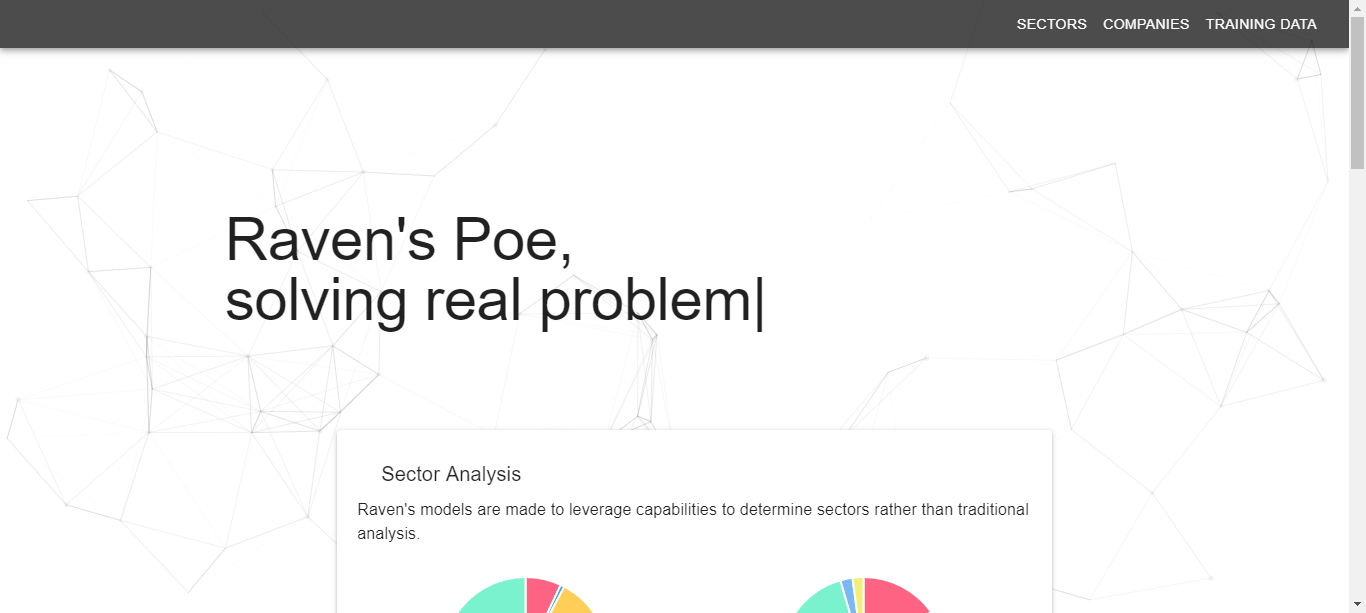 SECTORS COMPANIES TRAINING DATA
Raven's Poe,
solving real problem|
Sector Analysis
Raven's models are made to leverage capabilities to determine sectors rather than traditional
analysis.